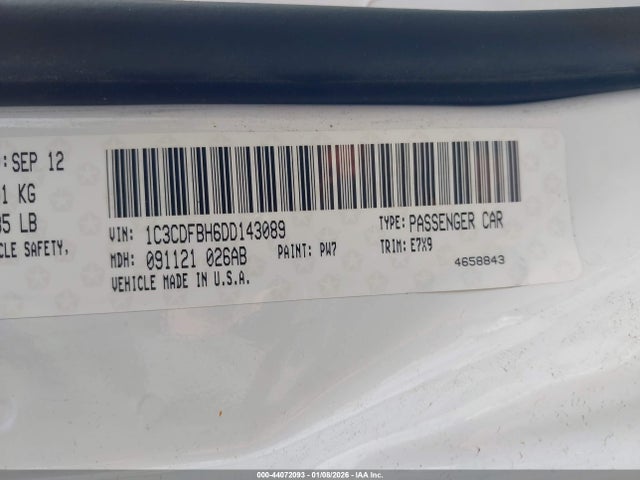 : SEP 12
1 KG
5 LB
CLE SAFETY,
VIN: 1C3CDFBH6DD143089
TYPE: PASSENGER CAR
MDH: 091121 026AB
PAINT: PW7
TRIM: E7X9
VEHICLE MADE IN U.S.A.
4658843
000-44072093 - 01/08/2026 - IAA Inc.